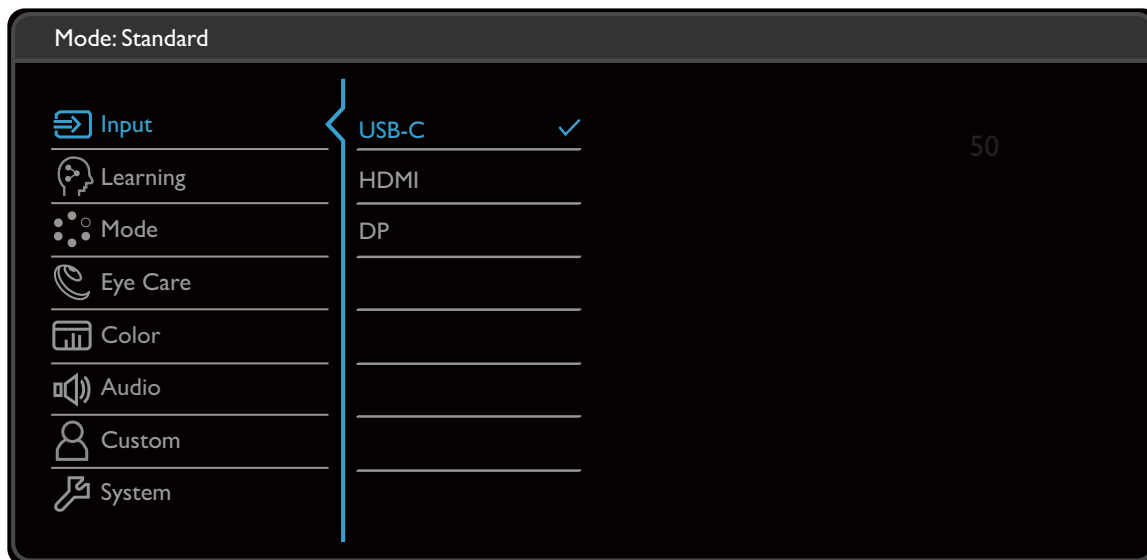 Mode: Standard
Input
USB-C
50
Learning
HDMI
Mode
DP
Eye Care
Color
Audio
Custom
System